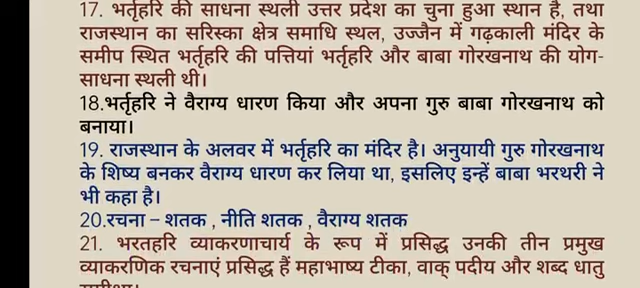 17. भर्तृहरि की साधना स्थली उत्तर प्रदेश का चुना हुआ स्थान है, तथा
राजस्थान का सरिस्का क्षेत्र समाधि स्थल, उज्जैन में गढ़काली मंदिर के
समीप स्थित भर्तृहरि की पत्तियां भर्तृहरि और बाबा गोरखनाथ की योग-
साधना स्थली थी।
18.भर्तृहरि ने वैराग्य धारण किया और अपना गुरु बाबा गोरखनाथ को
बनाया।
19. राजस्थान के अलवर में भर्तृहरि का मंदिर है। अनुयायी गुरु गोरखनाथ
के शिष्य बनकर वैराग्य धारण कर लिया था, इसलिए इन्हें बाबा भरथरी ने
भी कहा है।
20.रचना – शतक , नीति शतक , वैराग्य शतक
21. भरतहरि व्याकरणाचार्य के रूप में प्रसिद्ध उनकी तीन प्रमुख
व्याकरणिक रचनाएं प्रसिद्ध हैं महाभाष्य टीका, वाक् पदीय और शब्द धातु